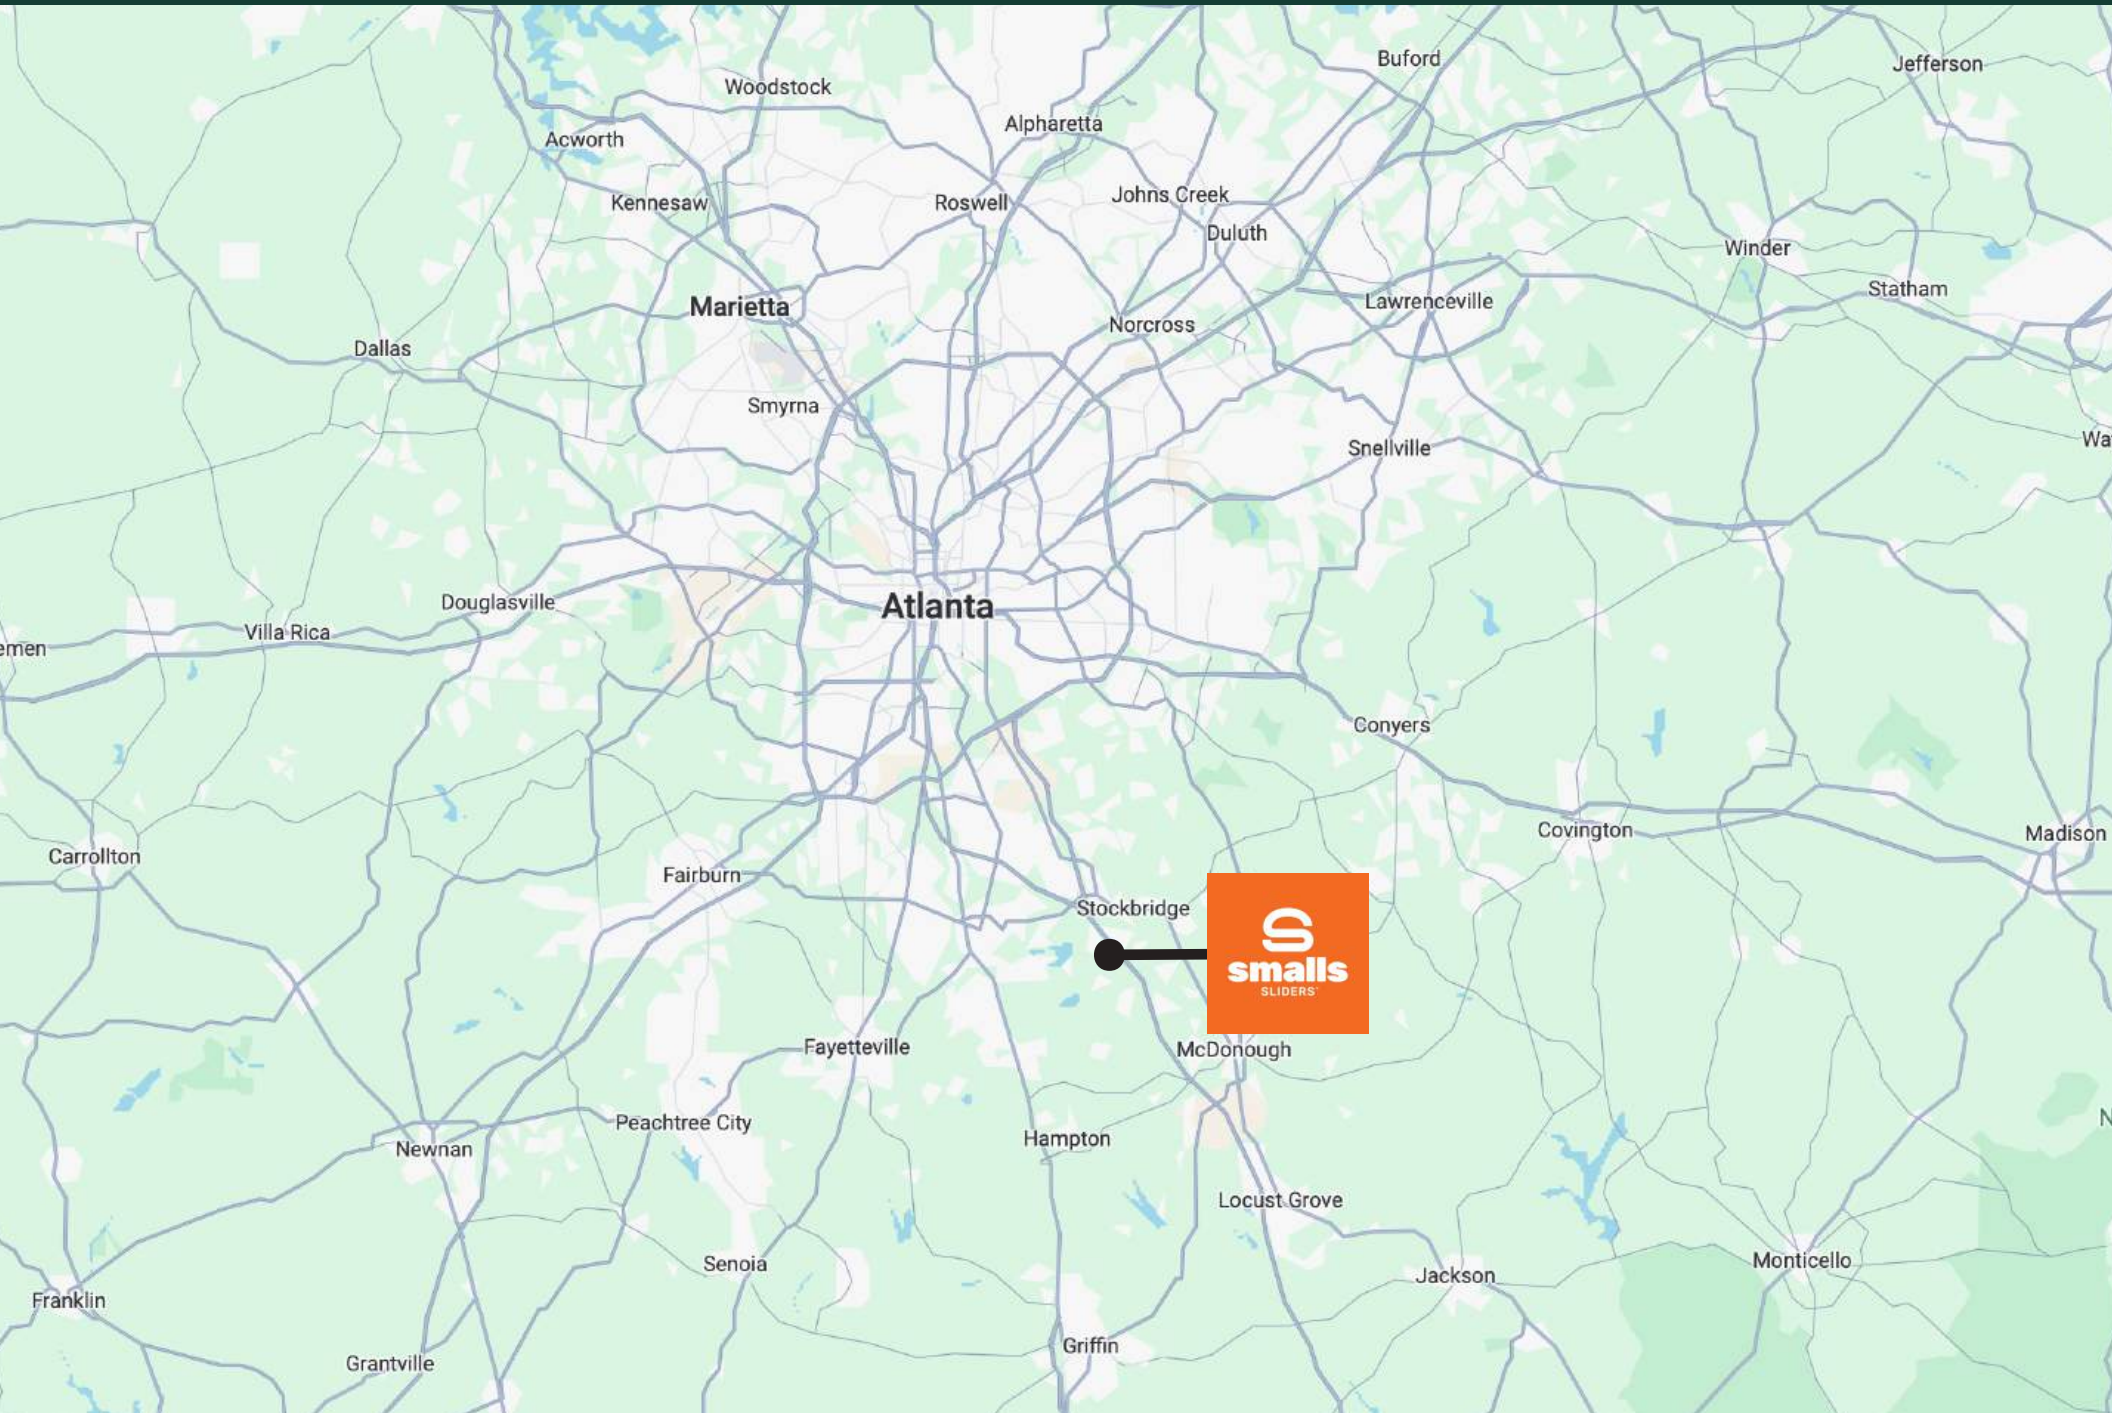 Buford
Jefferson
Woodstock
Alpharetta
Acworth
Kennesaw
Roswell
Johns Creek
Duluth
Winder
Statham
Marietta
Lawrenceville
Norcross
Dallas
Smyrna
Snellville
Wa
Douglasville
Atlanta
Villa Rica
emen
Conyers
Covington
Madison
Carrollton
Fairburn
Stockbridge
S
smalls
SLIDERS
Fayetteville
McDonough
Peachtree City
Hampton
N
Newnan
Locust Grove
Senoia
Monticello
Jackson
Franklin
Griffin
Grantville